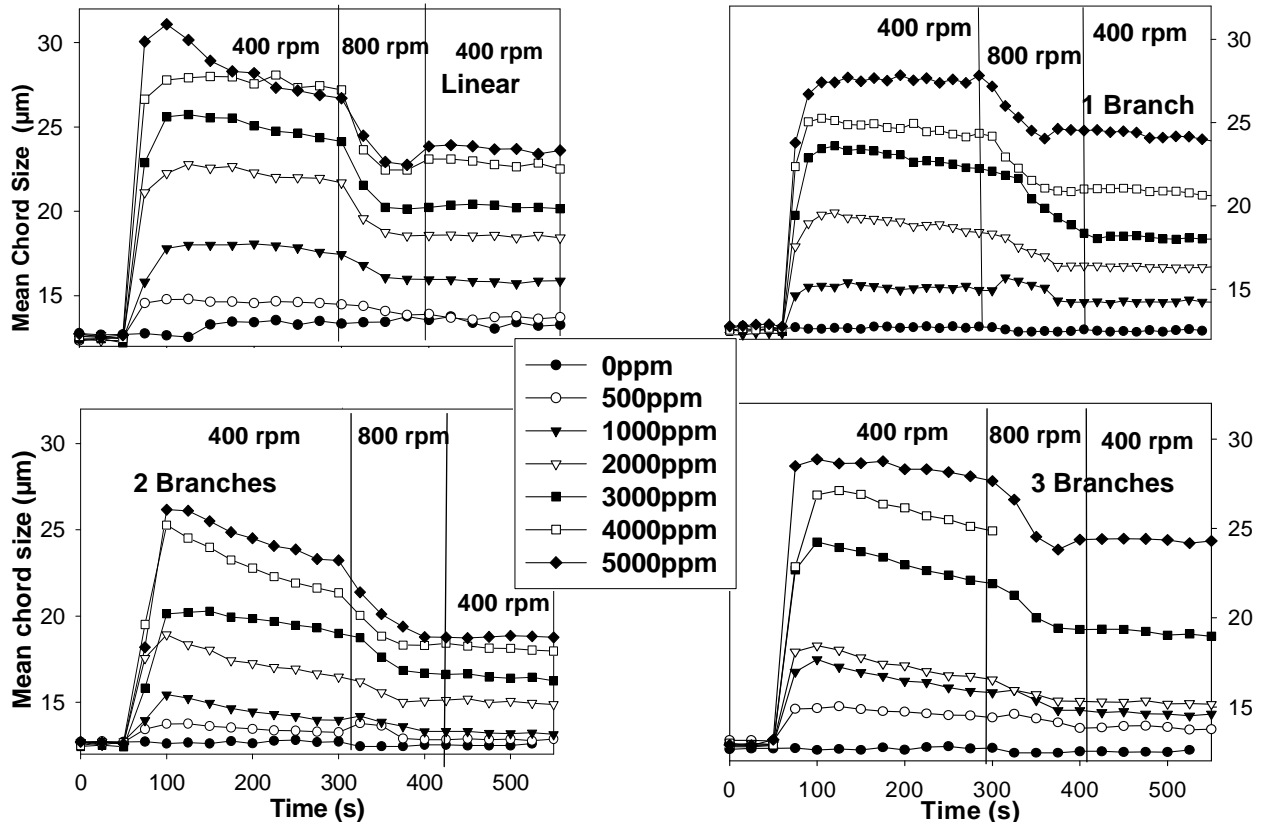 400 rpm
800 rpm
400 rpm
Linear
Mean Chord Size (µm)
30
25
20
15
400 rpm
800 rpm
400 rpm
1 Branch
30
25
20
15
0ppm
500ppm
1000ppm
2000ppm
3000ppm
4000ppm
5000ppm
400 rpm
800 rpm
400 rpm
2 Branches
Mean chord size (µm)
30
25
20
15
0 100 200 300 400 500
Time (s)
400 rpm
800 rpm
400 rpm
3 Branches
30
25
20
15
0 100 200 300 400 500
Time (s)